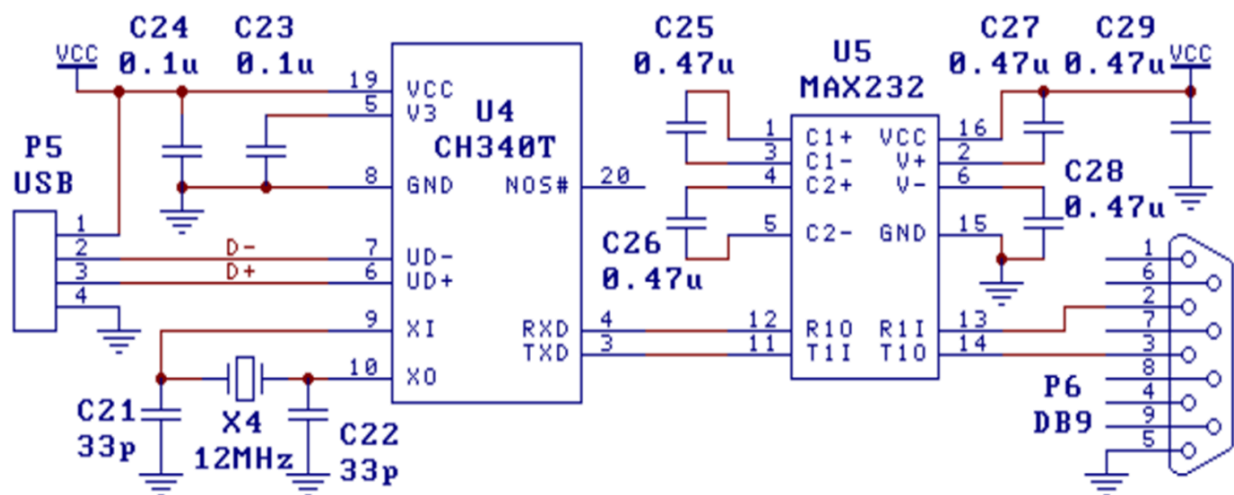 C24
0.1u
C23
0.1u
VCC
P5
USB
1
2
3
4
D-
D+
19
5
8
7
6
9
10
VCC
V3
GND
UD-
UD+
XI
XO
U4
CH340T
NOS#
RXD
TXD
20
4
3
C21
33p
X4
12MHz
C22
33p
C25
0.47u
C26
0.47u
U5
MAX232
1
3
4
5
12
11
C1+
C1-
C2+
C2-
R1O
T1I
VCC
V+
V-
GND
R1I
T1O
16
2
6
15
13
14
C27
0.47u
C29
0.47u
VCC
C28
0.47u
P6
DB9
1
6
2
7
3
8
4
9
5